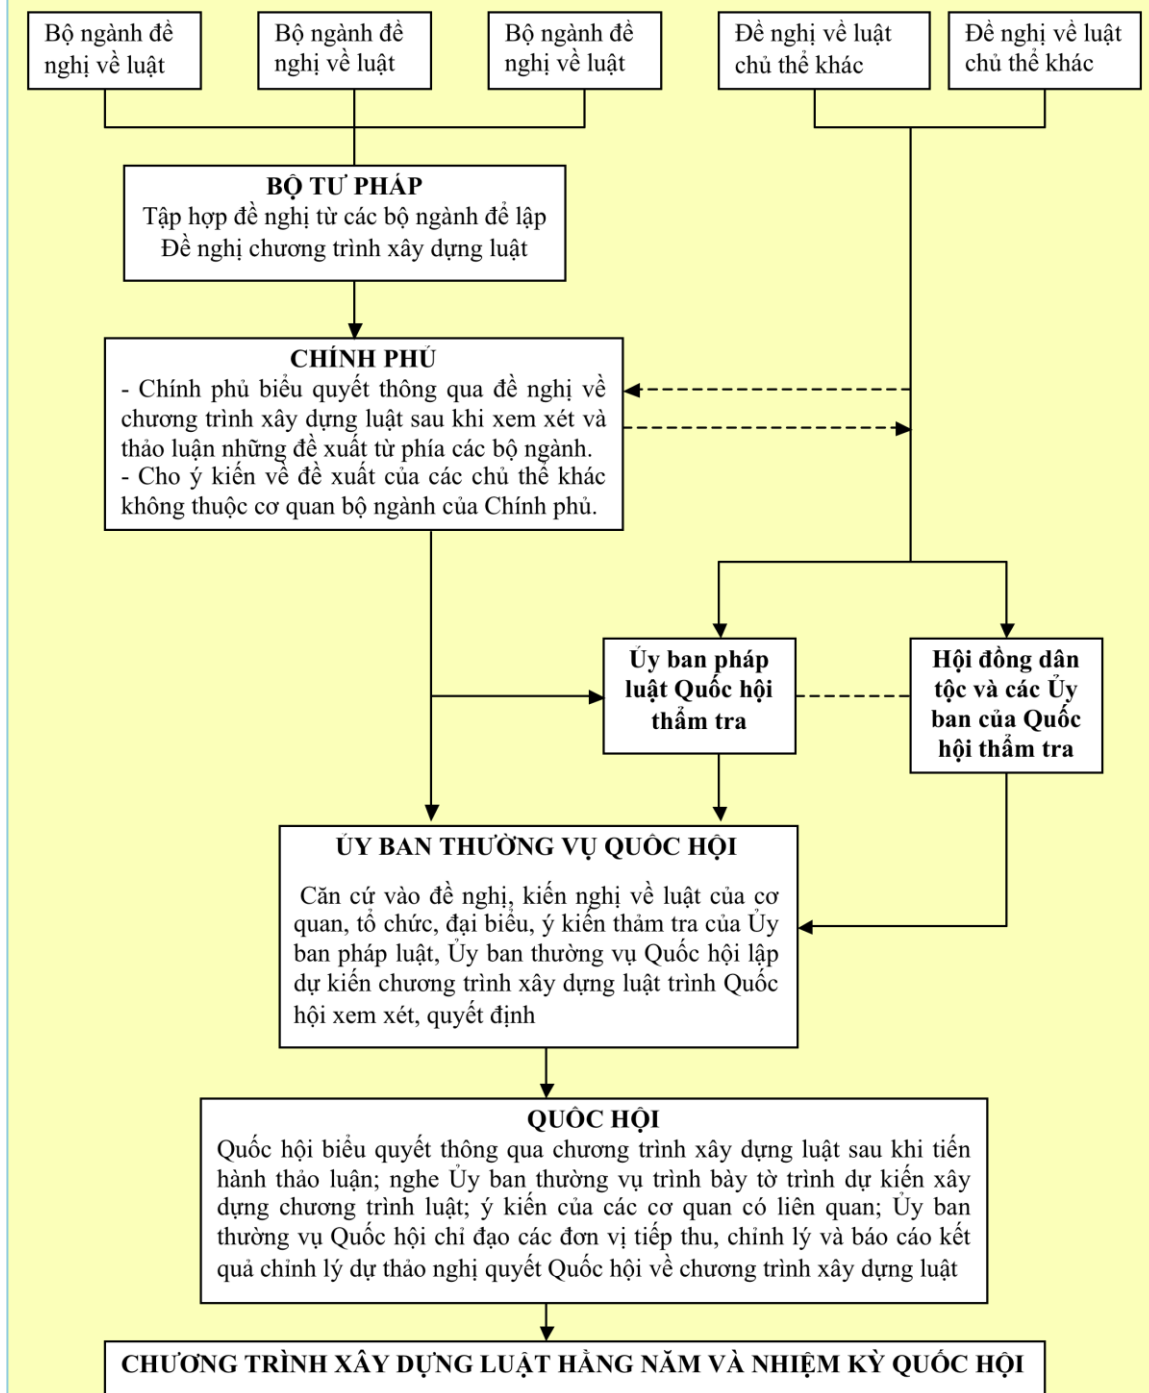 Bộ ngành đề
nghị về luật
Bộ ngành đề
nghị về luật
Bộ ngành đề
nghị về luật
Đề nghị về luật
chủ thể khác
Đề nghị về luật
chủ thể khác
BỘ TƯ PHÁP
Tập hợp đề nghị từ các bộ ngành để lập
Đề nghị chương trình xây dựng luật
CHÍNH PHỦ
- Chính phủ biểu quyết thông qua đề nghị về
chương trình xây dựng luật sau khi xem xét và
thảo luận những đề xuất từ phía các bộ ngành.
- Cho ý kiến về đề xuất của các chủ thể khác
không thuộc cơ quan bộ ngành của Chính phủ.
Ủy ban pháp
luật Quốc hội
thẩm tra
Hội đồng dân
tộc và các Ủy
ban của Quốc
hội thẩm tra
ỦY BAN THƯỜNG VỤ QUỐC HỘI
Căn cứ vào đề nghị, kiến nghị về luật của cơ
quan, tổ chức, đại biểu, ý kiến thảm tra của Ủy
ban pháp luật, Ủy ban thường vụ Quốc hội lập
dự kiến chương trình xây dựng luật trình Quốc
hội xem xét, quyết định
QUỐC HỘI
Quốc hội biểu quyết thông qua chương trình xây dựng luật sau khi tiến
hành thảo luận; nghe Ủy ban thường vụ trình bày tờ trình dự kiến xây
dựng chương trình luật; ý kiến của các cơ quan có liên quan; Ủy ban
thường vụ Quốc hội chỉ đạo các đơn vị tiếp thu, chỉnh lý và báo cáo kết
quả chỉnh lý dự thảo nghị quyết Quốc hội về chương trình xây dựng luật
CHƯƠNG TRÌNH XÂY DỰNG LUẬT HẰNG NĂM VÀ NHIỆM KỲ QUỐC HỘI